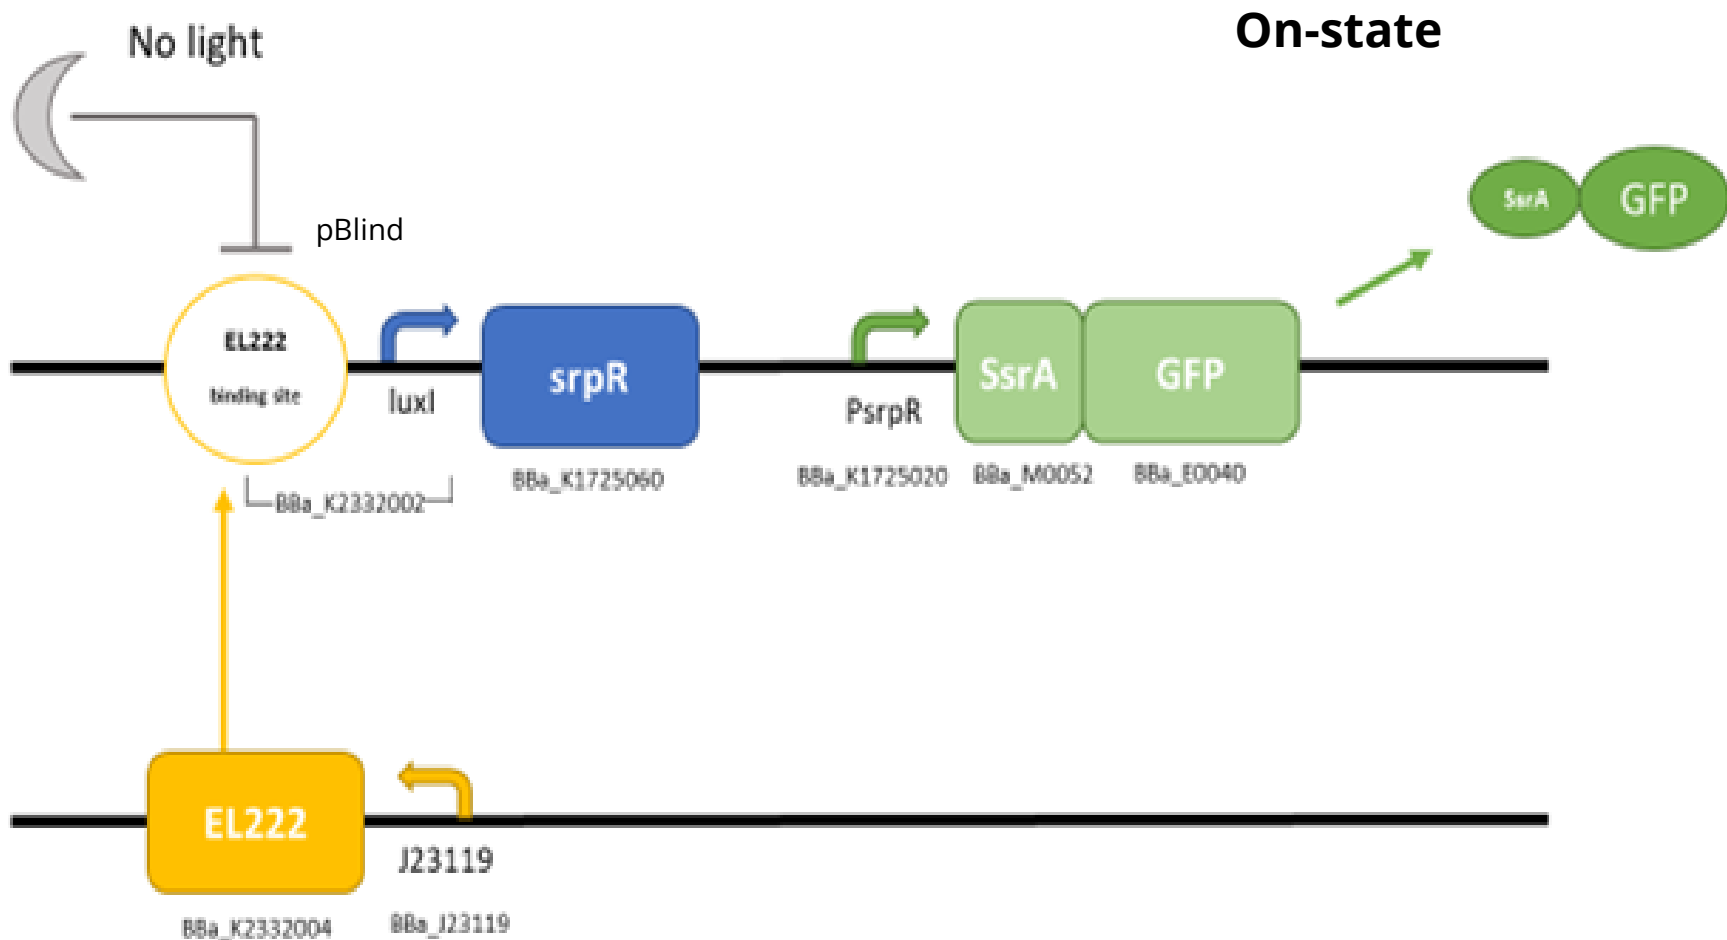 On-state
No light
SsrA
GFP
pBlind
EL222
binding site
luxI
srpR
PsrpR
SsrA
GFP
BBa_K2332002
BBa_K1725060
BBa_K1725020
BBa_M0052
BBa_E0040
EL222
J23119
BBa_K2332004
BBa_J23119